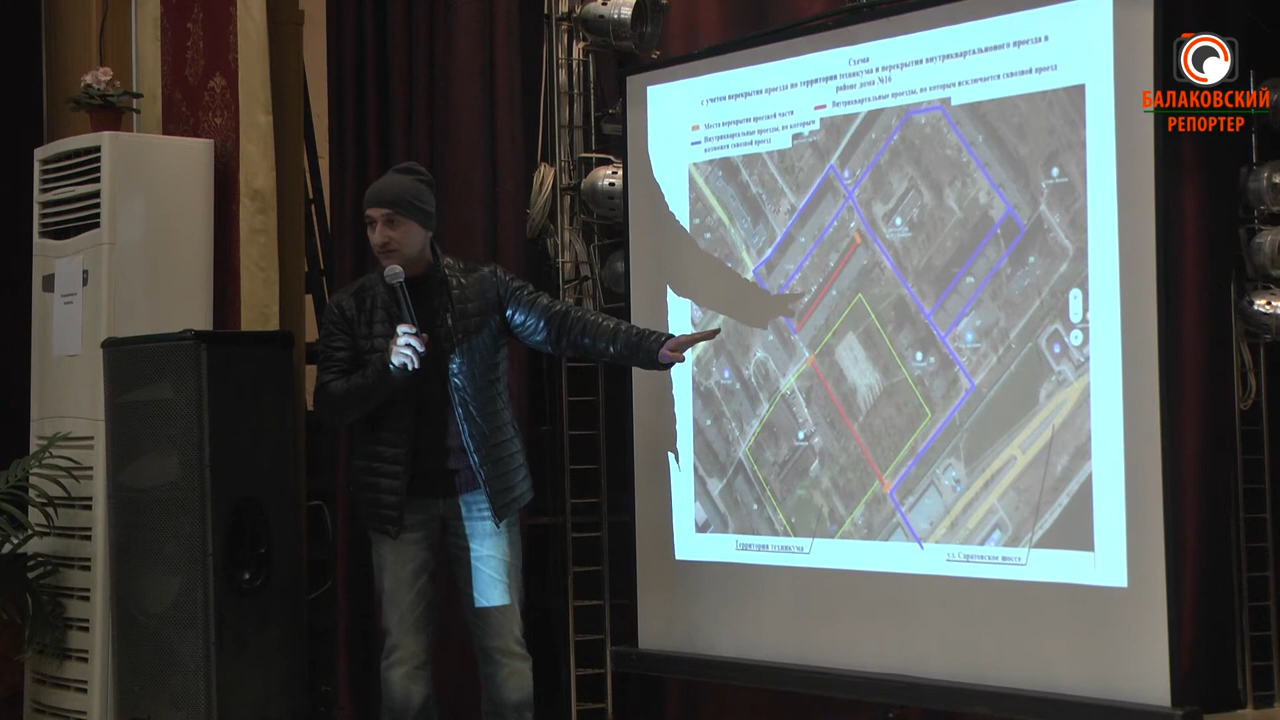 БАЛАКОВСКИЙ
РЕПОРТЕР
Схема
с учетом перекрытия проезда по территории техникума и перекрытия внутриквартального проезда в
районе дома №16
Места перекрытия проезжей части
Внутриквартальные проезды, по которым
возможен сквозной проезд
Внутриквартальные проезды, по которым исключается сквозной проезд
Территория техникума
ул. Саратовское шоссе